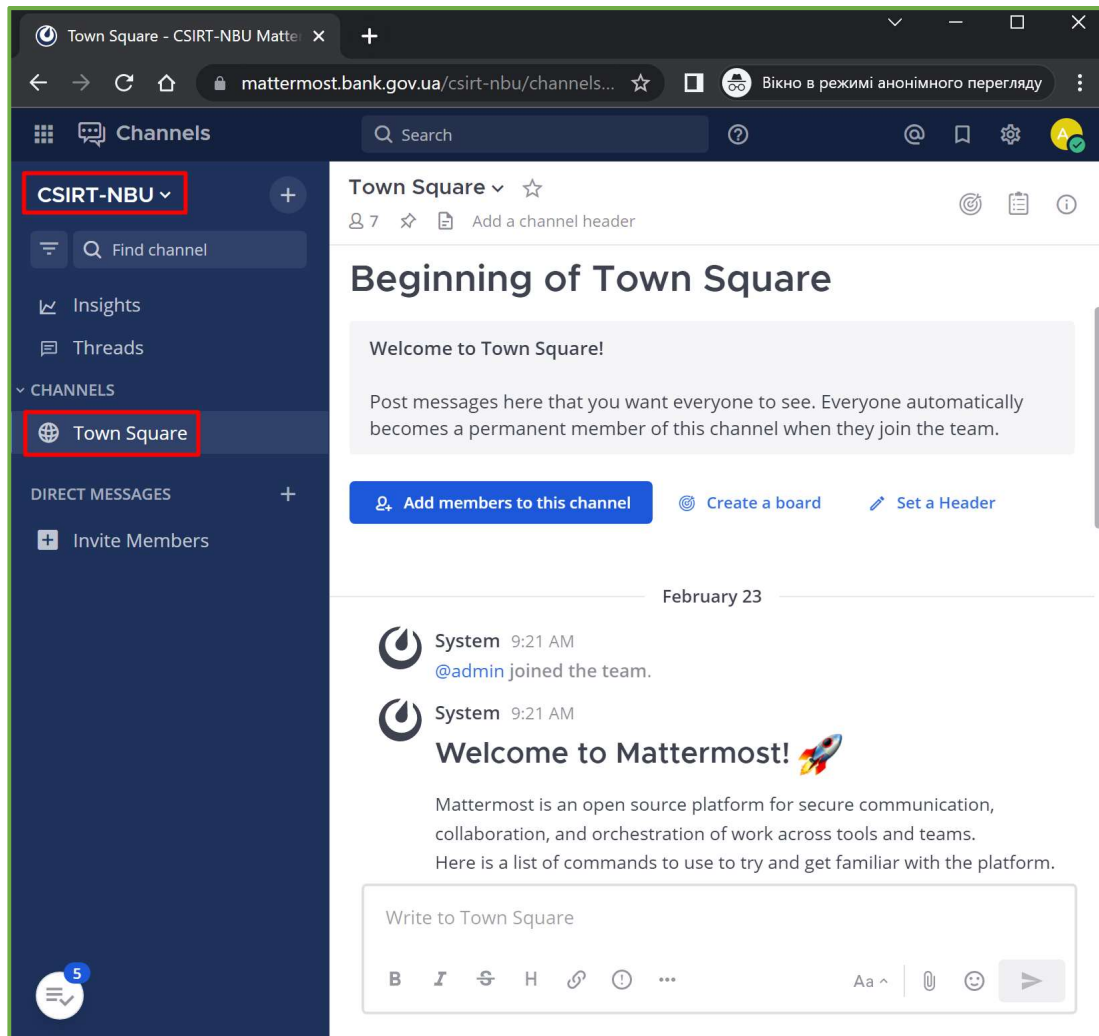 Town Square - CSIRT-NBU Matte
mattermost.bank.gov.ua/csirt-nbu/channels...
Вікно в режимі анонімного перегляду
Channels
Search
A
CSIRT-NBU
Find channel
Insights
Threads
CHANNELS
Town Square
DIRECT MESSAGES
Invite Members
5
Town Square
7
Add a channel header
Beginning of Town Square
Welcome to Town Square!
Post messages here that you want everyone to see. Everyone automatically
becomes a permanent member of this channel when they join the team.
Add members to this channel
Create a board
Set a Header
February 23
System 9:21 AM
@admin joined the team.
System 9:21 AM
Welcome to Mattermost! 🚀
Mattermost is an open source platform for secure communication,
collaboration, and orchestration of work across tools and teams.
Here is a list of commands to use to try and get familiar with the platform.
Write to Town Square
B I S H
Aa